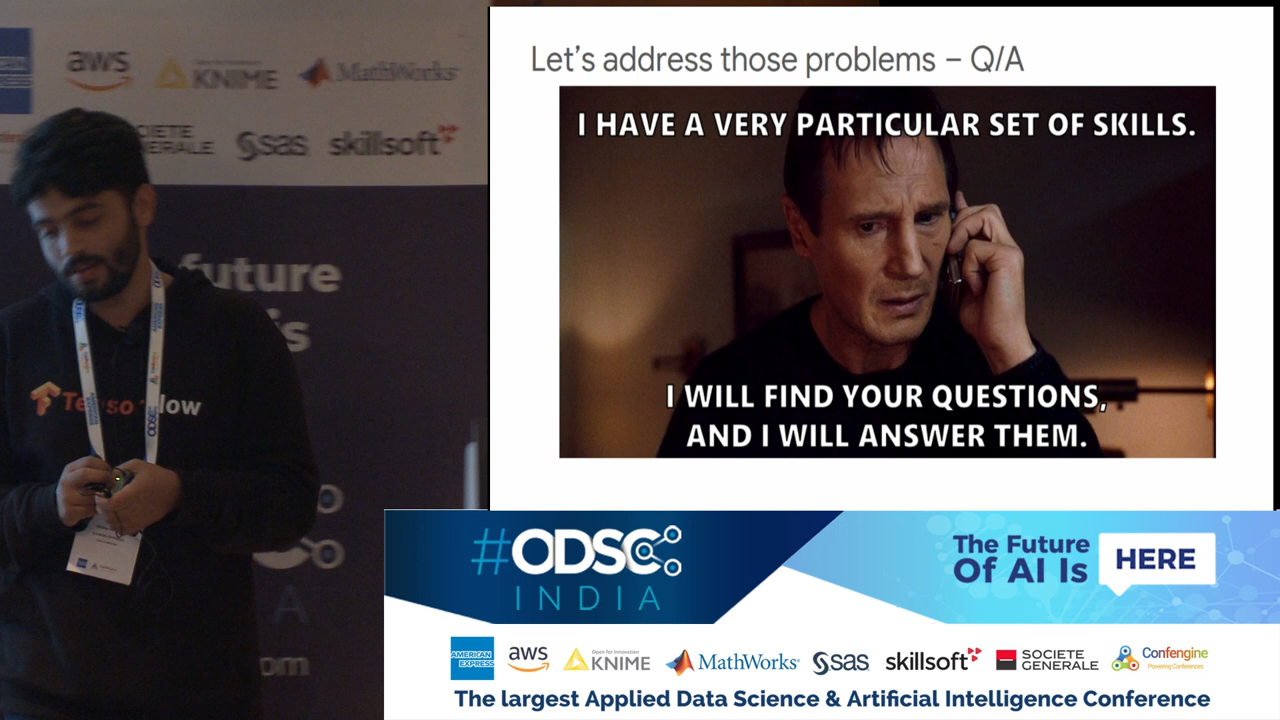 aws
KNIME
MathWorks
GENERALE
sas
skillsoft
future
is
TensorFlow
ODSC
A
om
Let's address those problems – Q/A
I HAVE A VERY PARTICULAR SET OF SKILLS.
I WILL FIND YOUR QUESTIONS,
AND I WILL ANSWER THEM.
#ODSC
INDIA
The Future
Of AI Is
HERE
AMERICAN
EXPRESS
aws
Open for Innovation
KNIME
MathWorks
sas
skillsoft
SOCIETE
GENERALE
Confengine
Powering Conferences
The largest Applied Data Science & Artificial Intelligence Conference